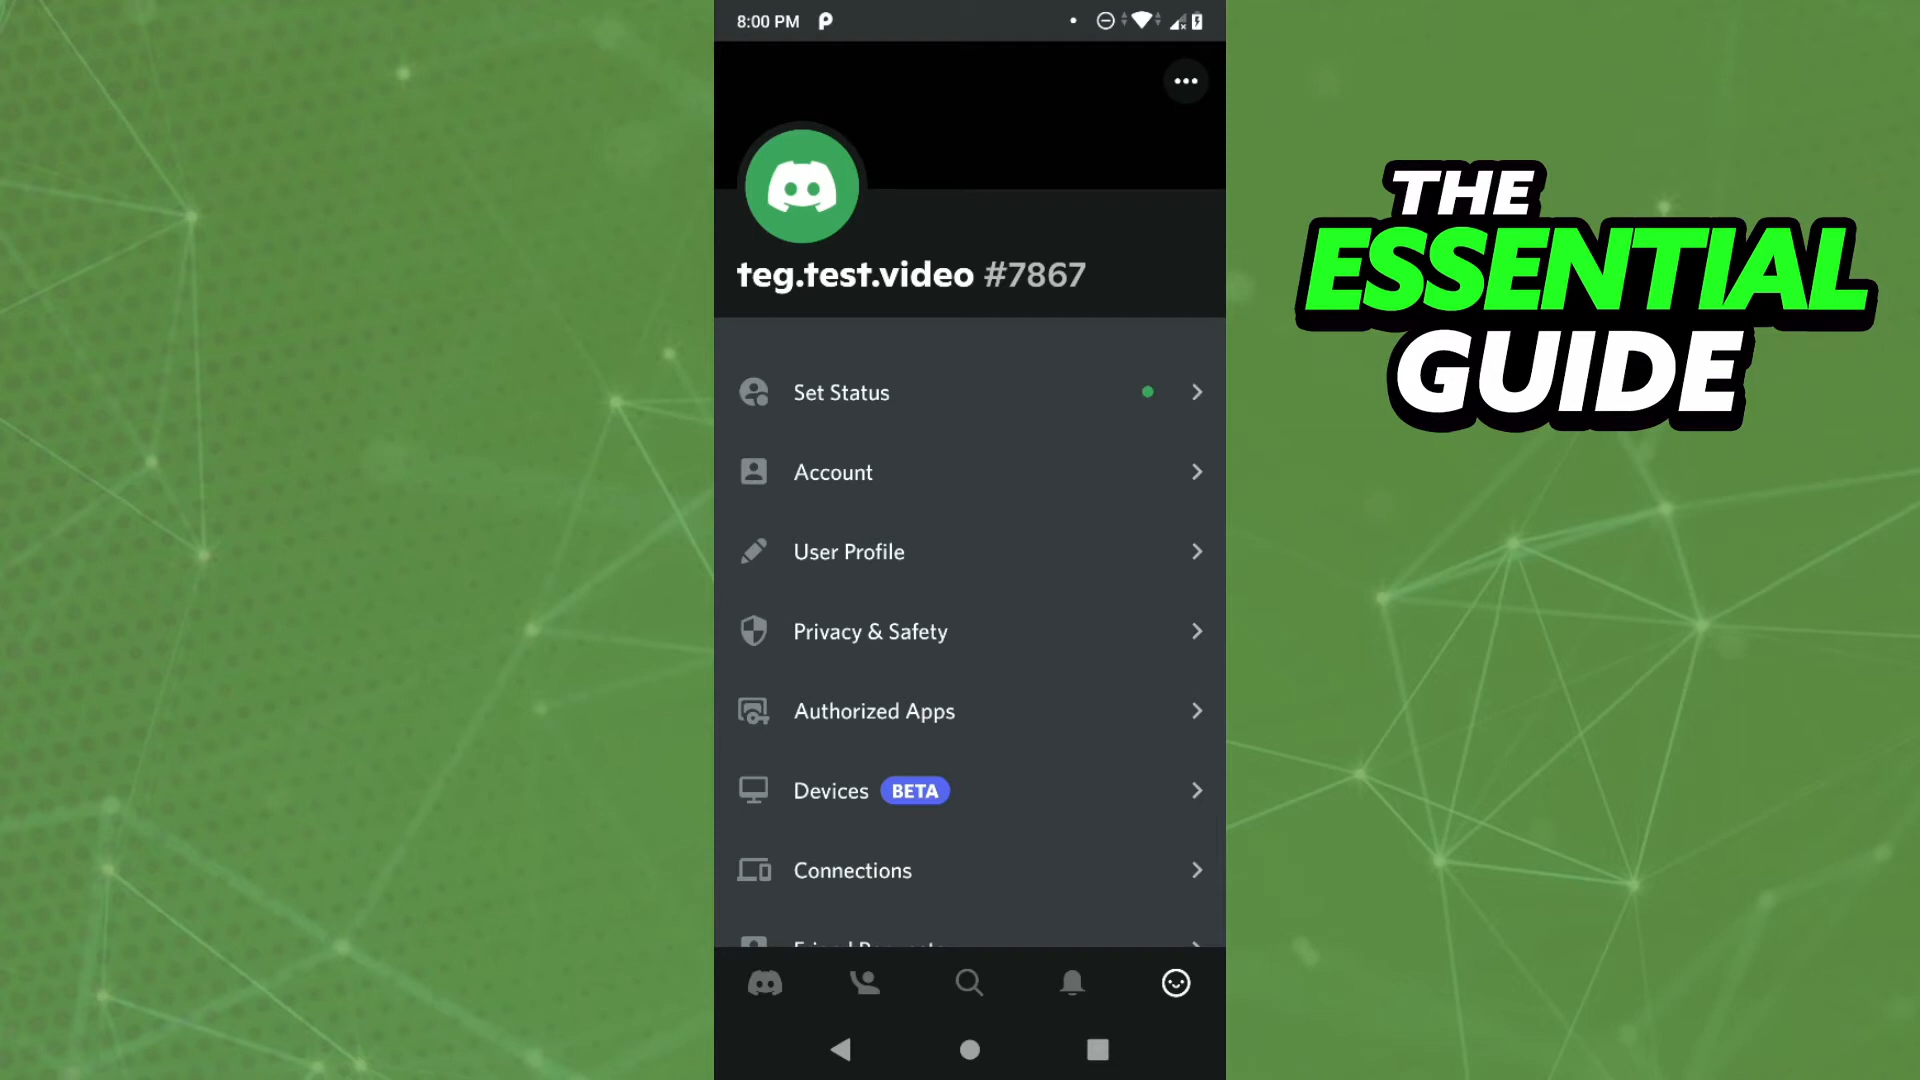 8:00 PM
teg.test.video #7867
Set Status
Account
User Profile
Privacy & Safety
Authorized Apps
Devices BETA
Connections
THE
ESSENTIAL
GUIDE